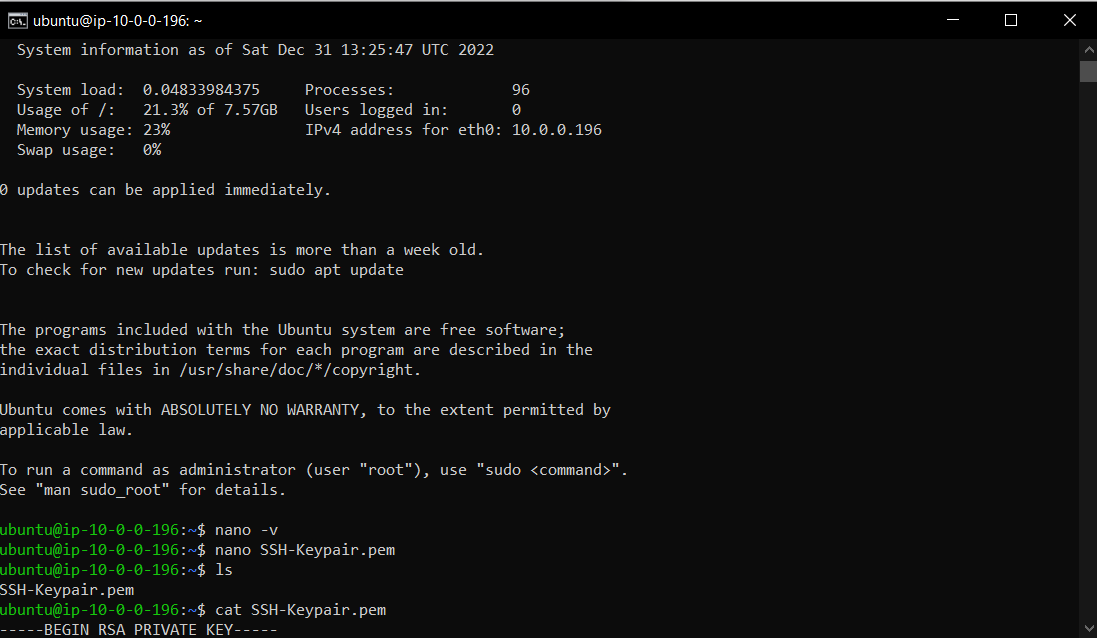 ubuntu@ip-10-0-0-196: ~
System information as of Sat Dec 31 13:25:47 UTC 2022
System load:  0.04833984375     Processes:             96
Usage of /:   21.3% of 7.57GB   Users logged in:       0
Memory usage: 23%               IPv4 address for eth0: 10.0.0.196
Swap usage:   0%
0 updates can be applied immediately.
The list of available updates is more than a week old.
To check for new updates run: sudo apt update
The programs included with the Ubuntu system are free software;
the exact distribution terms for each program are described in the
individual files in /usr/share/doc/*/copyright.
Ubuntu comes with ABSOLUTELY NO WARRANTY, to the extent permitted by
applicable law.
To run a command as administrator (user "root"), use "sudo <command>".
See "man sudo_root" for details.
ubuntu@ip-10-0-0-196:~$ nano -v
ubuntu@ip-10-0-0-196:~$ nano SSH-Keypair.pem
ubuntu@ip-10-0-0-196:~$ ls
SSH-Keypair.pem
ubuntu@ip-10-0-0-196:~$ cat SSH-Keypair.pem
-----BEGIN RSA PRIVATE KEY-----